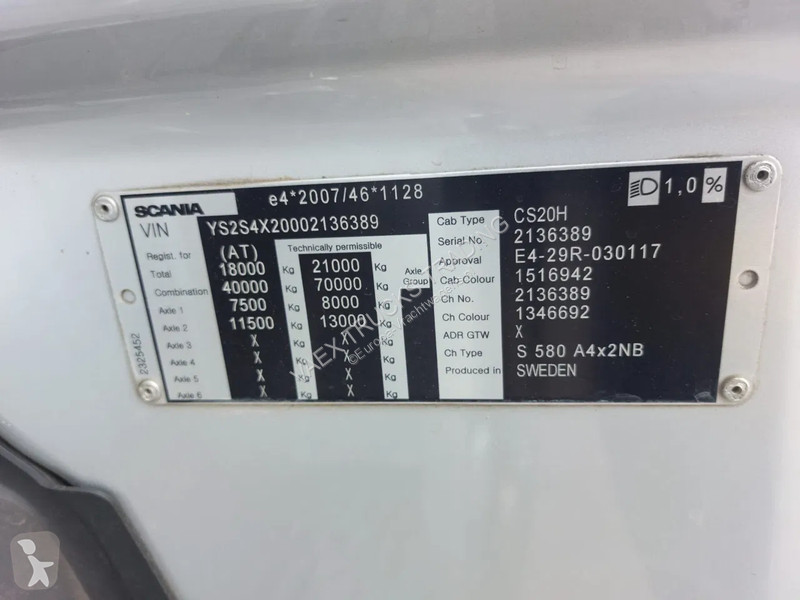 SCANIA e4*2007/46*1128 1,0 %
VIN YS2S4X20002136389
Regist. for (AT) Technically permissible
Total 18000 Kg 21000 Kg
Combination 40000 Kg 70000 Kg
Axle 1 7500 Kg 8000 Kg
Axle 2 11500 Kg 13000 Kg
Axle 3 X Kg X Kg
Axle 4 X Kg X Kg
Axle 5 X Kg X Kg
Axle 6 X Kg X Kg
Axle
Group
Cab Type CS20H
Serial No. 2136389
Approval E4-29R-030117
Cab Colour 1516942
Ch No. 2136389
Ch Colour 1346692
ADR GTW X
Ch Type S 580 A4x2NB
Produced in SWEDEN
2325452
VAEX TRUCKSTRADING